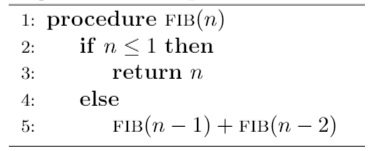 1: procedure FIB(n)
2: if n ≤ 1 then
3: return n
4: else
5: FIB(n − 1) + FIB(n − 2)